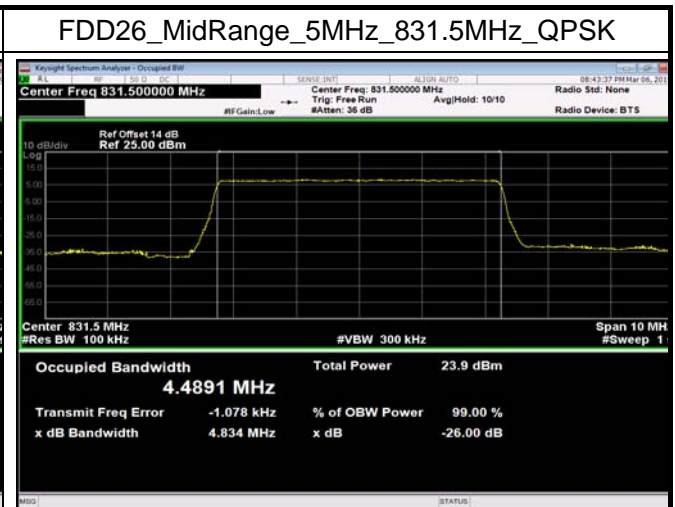 FDD26_MidRange_5MHz_831.5MHz_QPSK
Keysight Spectrum Analyzer - Occupied BW
RL RF 50 Ω DC SENSE:INT ALIGN AUTO 08:43:37 PM Mar 06, 201
Center Freq 831.500000 MHz Center Freq: 831.500000 MHz Radio Std: None
Trig: Free Run Avg|Hold: 10/10
#IFGain:Low #Atten: 36 dB Radio Device: BTS
Ref Offset 14 dB
10 dB/div Ref 25.00 dBm
Log
15.0
5.00
-5.00
-15.0
-25.0
-35.0
-45.0
-55.0
-65.0
Center 831.5 MHz Span 10 MH
#Res BW 100 kHz #VBW 300 kHz #Sweep 1
Occupied Bandwidth Total Power 23.9 dBm
4.4891 MHz
Transmit Freq Error -1.078 kHz % of OBW Power 99.00 %
x dB Bandwidth 4.834 MHz x dB -26.00 dB
MSG STATUS